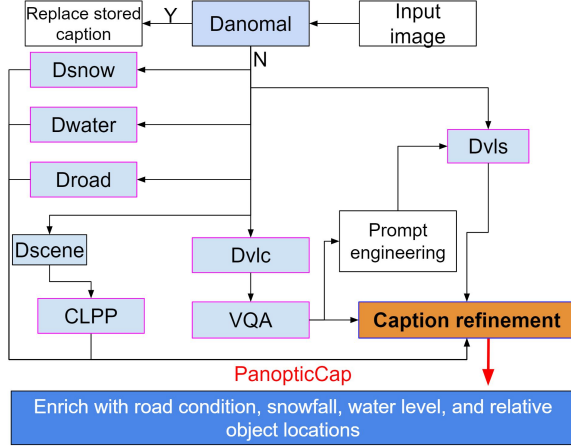 Replace stored
caption
Y
Danomal
Input
image
N
Dsnow
Dwater
Dvls
Droad
Prompt
engineering
Dscene
Dvlc
CLPP
VQA
Caption refinement
PanopticCap
Enrich with road condition, snowfall, water level, and relative
object locations